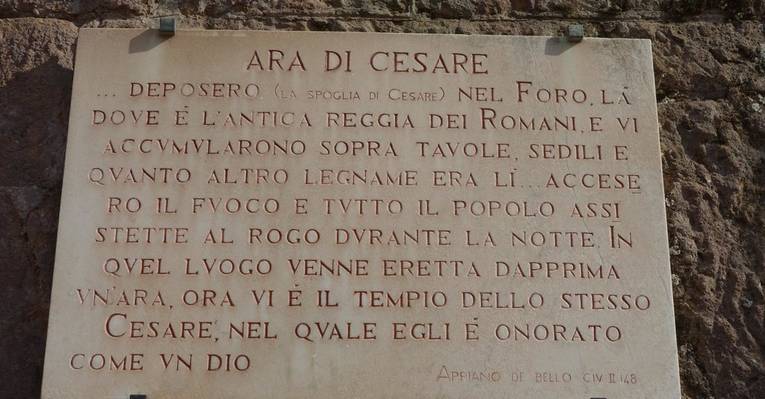 ARA DI CESARE
... DEPOSERO (LA SPOGLIA DI CESARE) NEL FORO, LÀ
DOVE È L'ANTICA REGGIA DEI ROMANI, E VI
ACCVMVLARONO SOPRA TAVOLE, SEDILI E
QVANTO ALTRO LEGNAME ERA LÌ... ACCESE
RO IL FVOCO E TVTTO IL POPOLO ASSI
STETTE AL ROGO DVRANTE LA NOTTE. IN
QVEL LVOGO VENNE ERETTA DAPPRIMA
VN'ARA, ORA VI È IL TEMPIO DELLO STESSO
CESARE, NEL QVALE EGLI È ONORATO
COME VN DIO
APPIANO DE BELLO CIV II 148